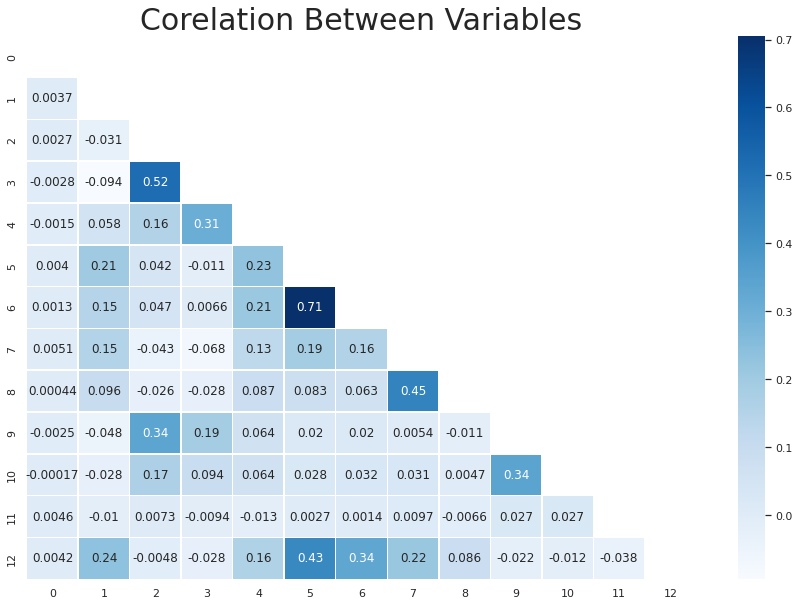 Corelation Between Variables
0
1 0.0037
2 0.0027 -0.031
3 -0.0028 -0.094 0.52
4 -0.0015 0.058 0.16 0.31
5 0.004 0.21 0.042 -0.011 0.23
6 0.0013 0.15 0.047 0.0066 0.21 0.71
7 0.0051 0.15 -0.043 -0.068 0.13 0.19 0.16
8 0.00044 0.096 -0.026 -0.028 0.087 0.083 0.063 0.45
9 -0.0025 -0.048 0.34 0.19 0.064 0.02 0.02 0.0054 -0.011
10 -0.00017 -0.028 0.17 0.094 0.064 0.028 0.032 0.031 0.0047 0.34
11 0.0046 -0.01 0.0073 -0.0094 -0.013 0.0027 0.0014 0.0097 -0.0066 0.027 0.027
12 0.0042 0.24 -0.0048 -0.028 0.16 0.43 0.34 0.22 0.086 -0.022 -0.012 -0.038
0 1 2 3 4 5 6 7 8 9 10 11 12
0.7
0.6
0.5
0.4
0.3
0.2
0.1
0.0